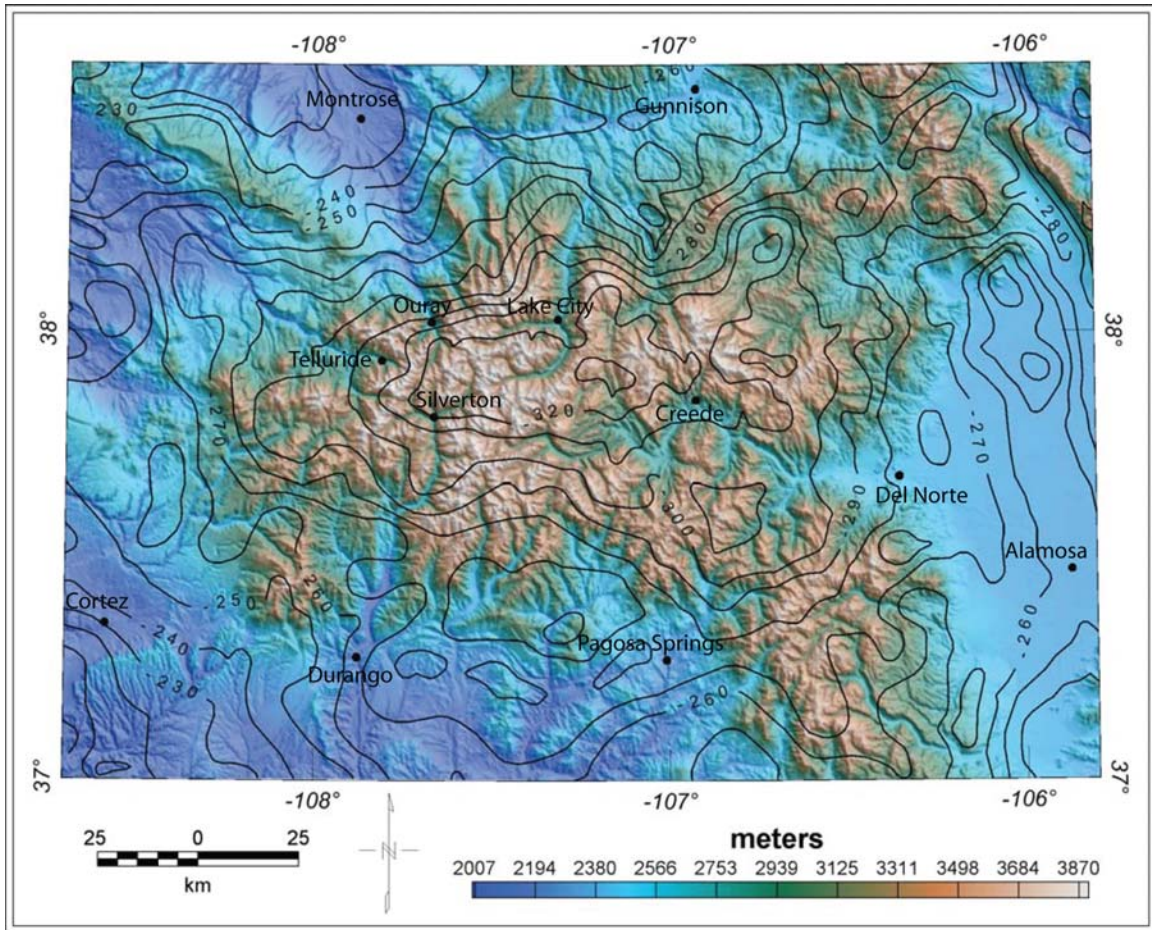 -108° -107° -106°
-260
230
Montrose
Gunnison
-240
-250
-280
-280
38°
Ouray Lake City
38°
Telluride
Silverton
-320
Creede
-270
-270
Del Norte
-300
-290
Alamosa
-260
Cortez
-250
-260
-240
Pagosa Springs
-230
Durango
-260
37°
37°
-108° -107° -106°
25 0 25
km
N
meters
2007 2194 2380 2566 2753 2939 3125 3311 3498 3684 3870